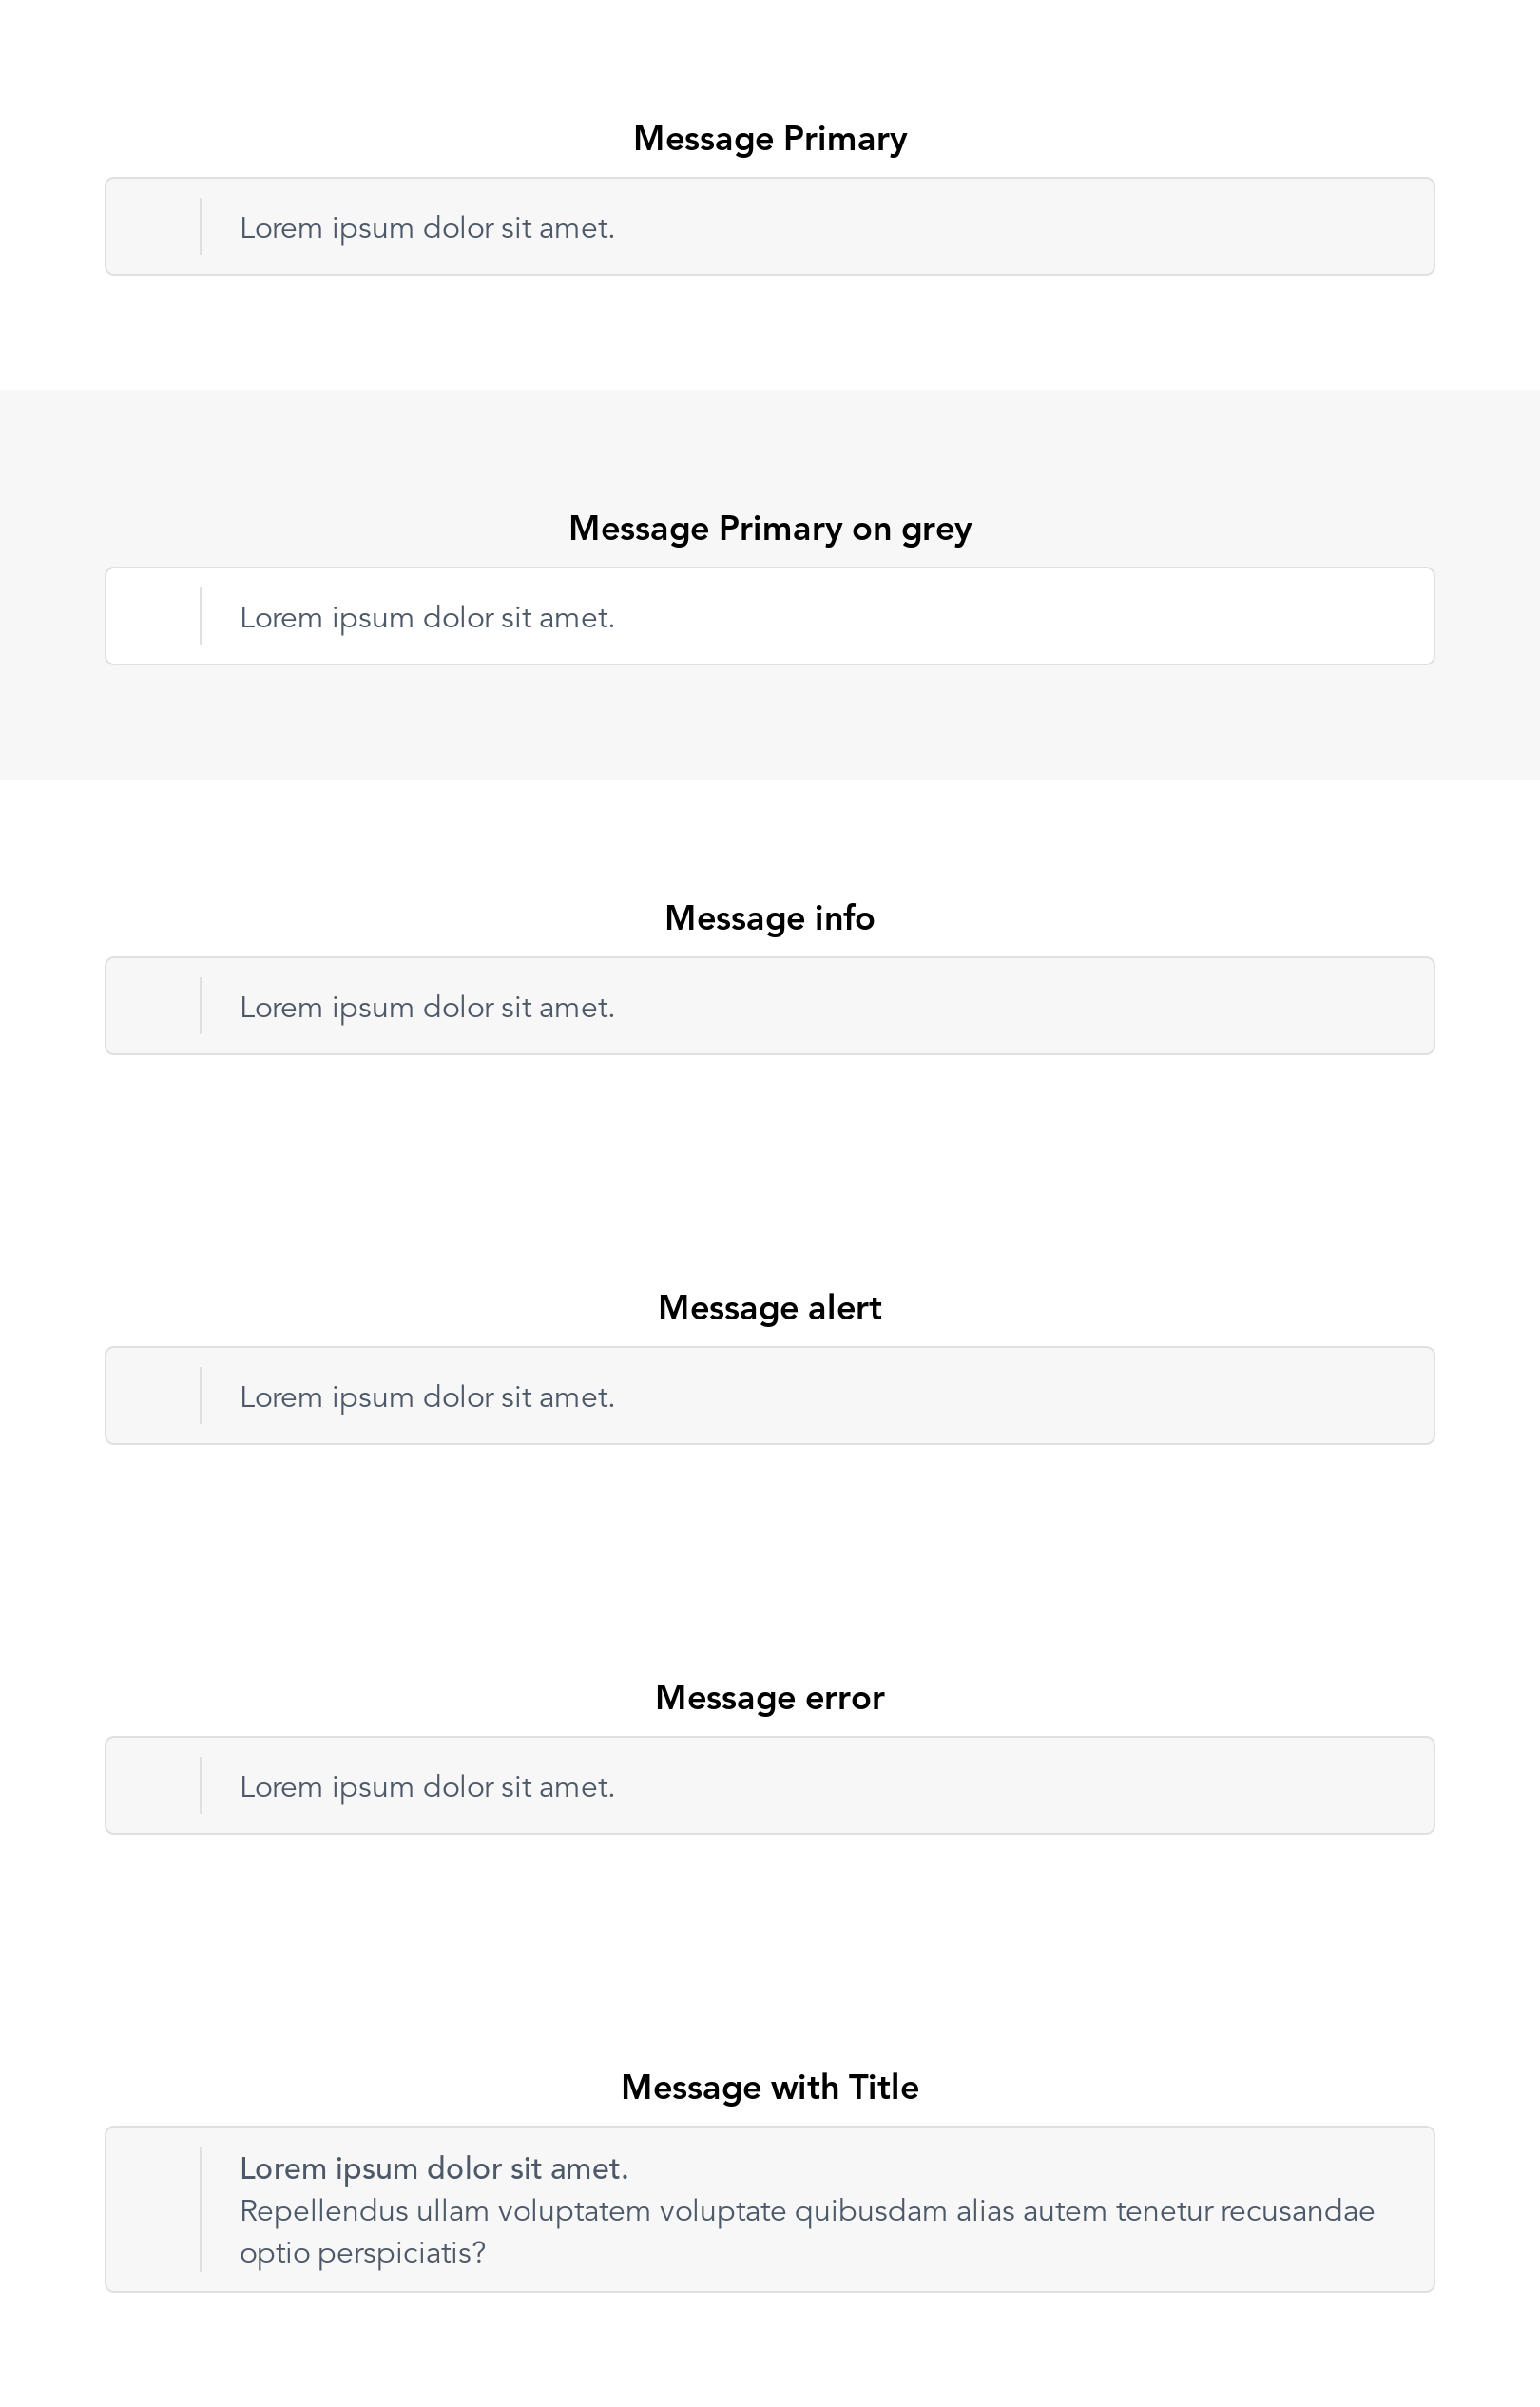 Message Primary
Lorem ipsum dolor sit amet.
Message Primary on grey
Lorem ipsum dolor sit amet.
Message info
Lorem ipsum dolor sit amet.
Message alert
Lorem ipsum dolor sit amet.
Message error
Lorem ipsum dolor sit amet.
Message with Title
Lorem ipsum dolor sit amet.
Repellendus ullam voluptatem voluptate quibusdam alias autem tenetur recusandae
optio perspiciatis?